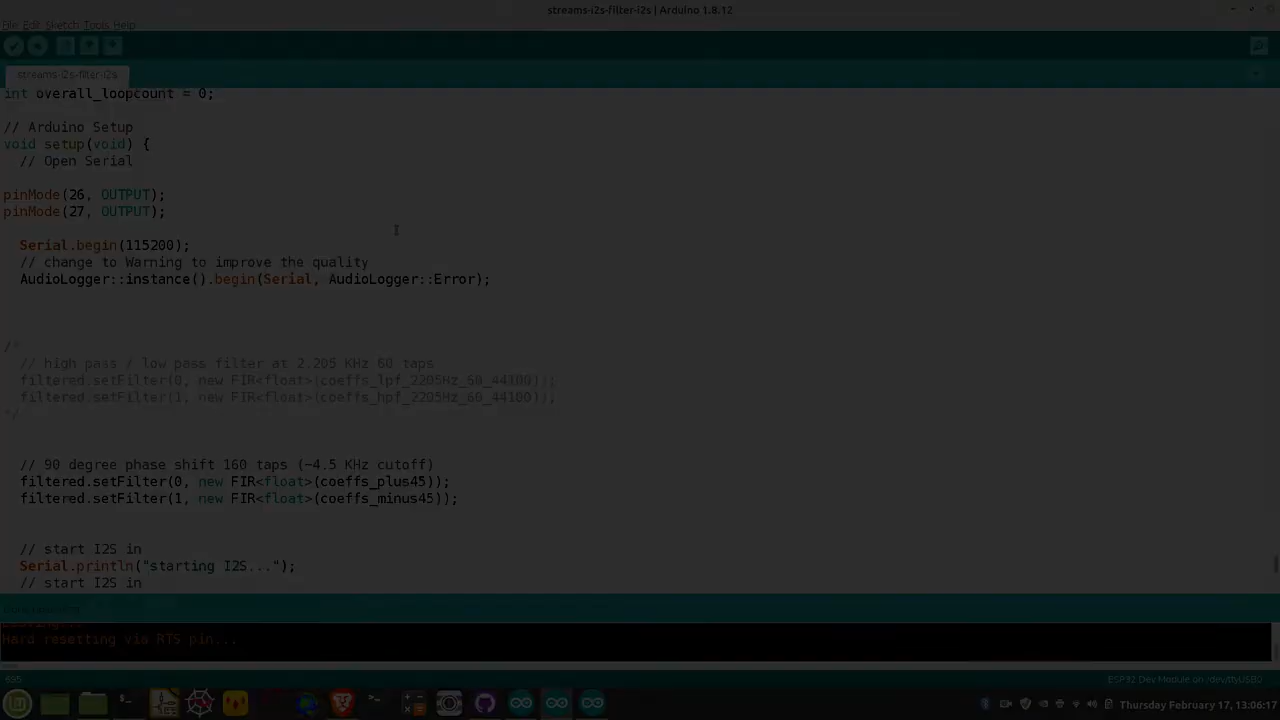 streams-i2s-filter-i2s | Arduino 1.8.12
File Edit Sketch Tools Help
streams-i2s-filter-i2s
int overall_loopcount = 0;
// Arduino Setup
void setup(void) {
// Open Serial
pinMode(26, OUTPUT);
pinMode(27, OUTPUT);
Serial.begin(115200);
// change to Warning to improve the quality
AudioLogger::instance().begin(Serial, AudioLogger::Error);
/*
// high pass / low pass filter at 2.205 KHz 60 taps
filtered.setFilter(0, new FIR<float>(coeffs_lpf_2205Hz_60_44100));
filtered.setFilter(1, new FIR<float>(coeffs_hpf_2205Hz_60_44100));
*/
// 90 degree phase shift 160 taps (~4.5 KHz cutoff)
filtered.setFilter(0, new FIR<float>(coeffs_plus45));
filtered.setFilter(1, new FIR<float>(coeffs_minus45));
// start I2S in
Serial.println("starting I2S...");
// start I2S in
Hard resetting via RTS pin...
495
ESP32 Dev Module on /dev/ttyUSB0
Thursday February 17, 13:06:17